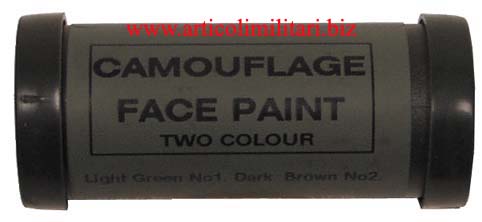 www.articolimilitari.biz
CAMOUFLAGE
FACE PAINT
TWO COLOUR
Light Green No1. Dark Brown No2.